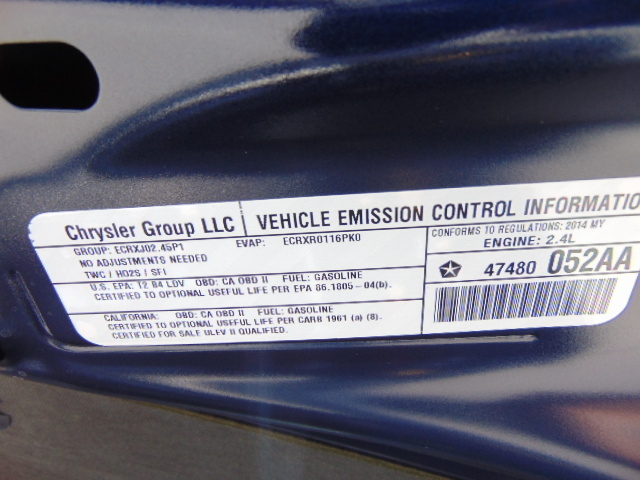 Chrysler Group LLC
VEHICLE EMISSION CONTROL INFORMATION
GROUP: ECRXJ02.45P1 EVAP: ECRXR0116PK0
CONFORMS TO REGULATIONS: 2014 MY
NO ADJUSTMENTS NEEDED
ENGINE: 2.4L
TWC / HO2S / SFI
U.S. EPA: T2 B4 LDV OBD: CA OBD II FUEL: GASOLINE
CERTIFIED TO OPTIONAL USEFUL LIFE PER EPA 86.1805-04(b).
47480 052AA
CALIFORNIA: OBD: CA OBD II FUEL: GASOLINE
CERTIFIED TO OPTIONAL USEFUL LIFE PER CARB 1961 (a) (8).
CERTIFIED FOR SALE ULEV II QUALIFIED.